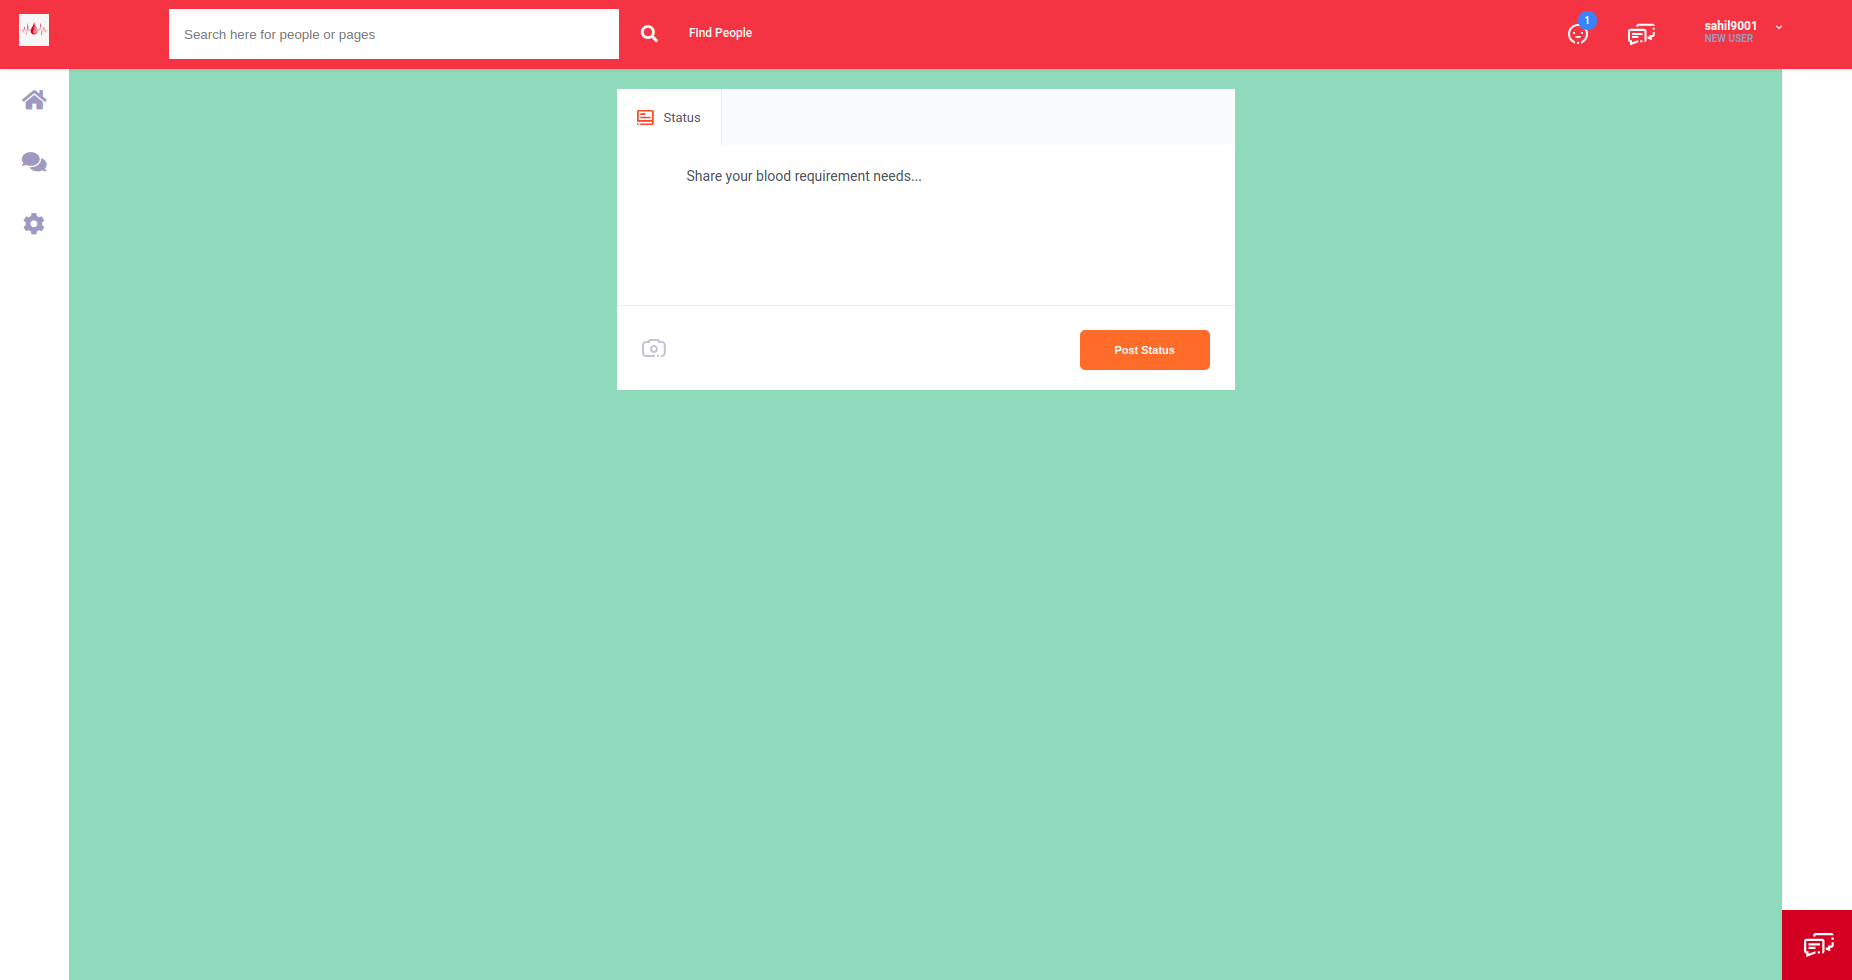 Search here for people or pages
Find People
1
sahil9001
NEW USER
Status
Share your blood requirement needs...
Post Status